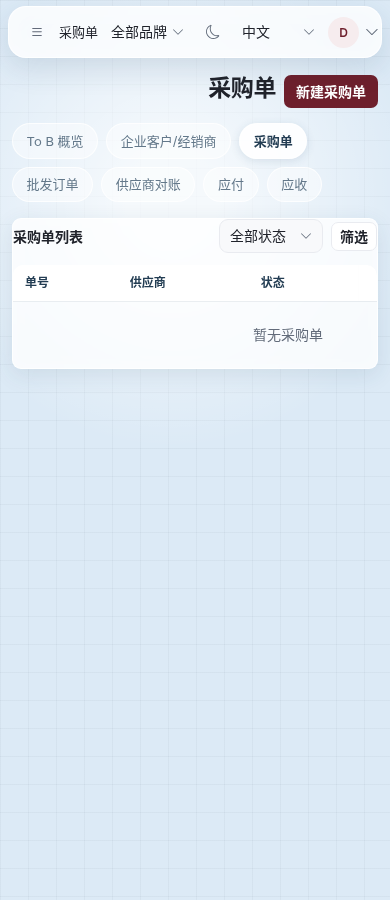 采购单 全部品牌 中文 D
采购单 新建采购单
To B 概览 企业客户/经销商 采购单
批发订单 供应商对账 应付 应收
采购单列表 全部状态 筛选
单号 供应商 状态
暂无采购单